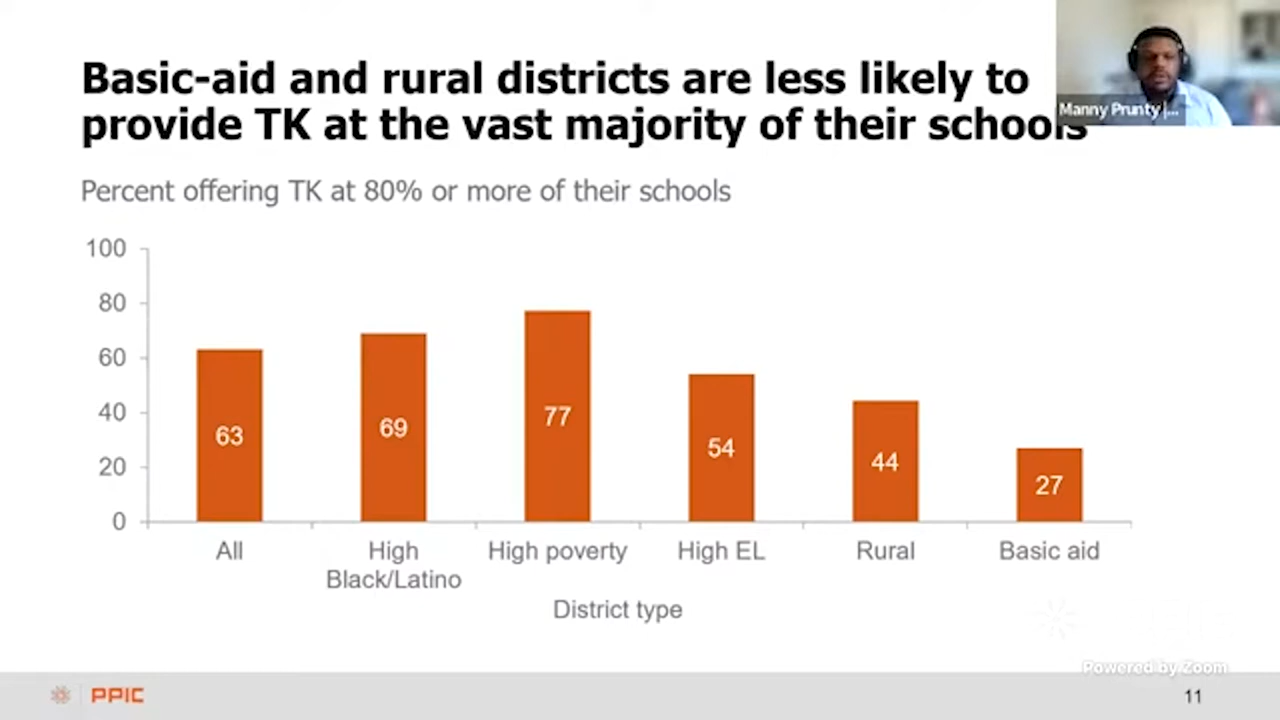 Basic-aid and rural districts are less likely to
provide TK at the vast majority of their schools
Manny Prunty |...
Percent offering TK at 80% or more of their schools
100
80
60
40
20
0
63
69
77
54
44
27
All
High
Black/Latino
High poverty
High EL
Rural
Basic aid
District type
Powered by Zoom
PPIC
11